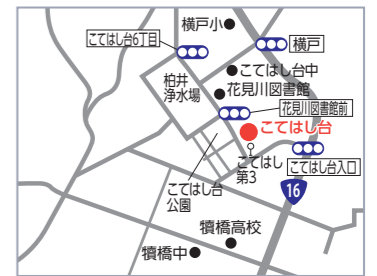 横戸小
こてはし台6丁目
横戸
こてはし台中
柏井
浄水場
花見川図書館
花見川図書館前
こてはし台
こてはし
第3
こてはし台入口
こてはし台
公園
16
犢橋高校
犢橋中